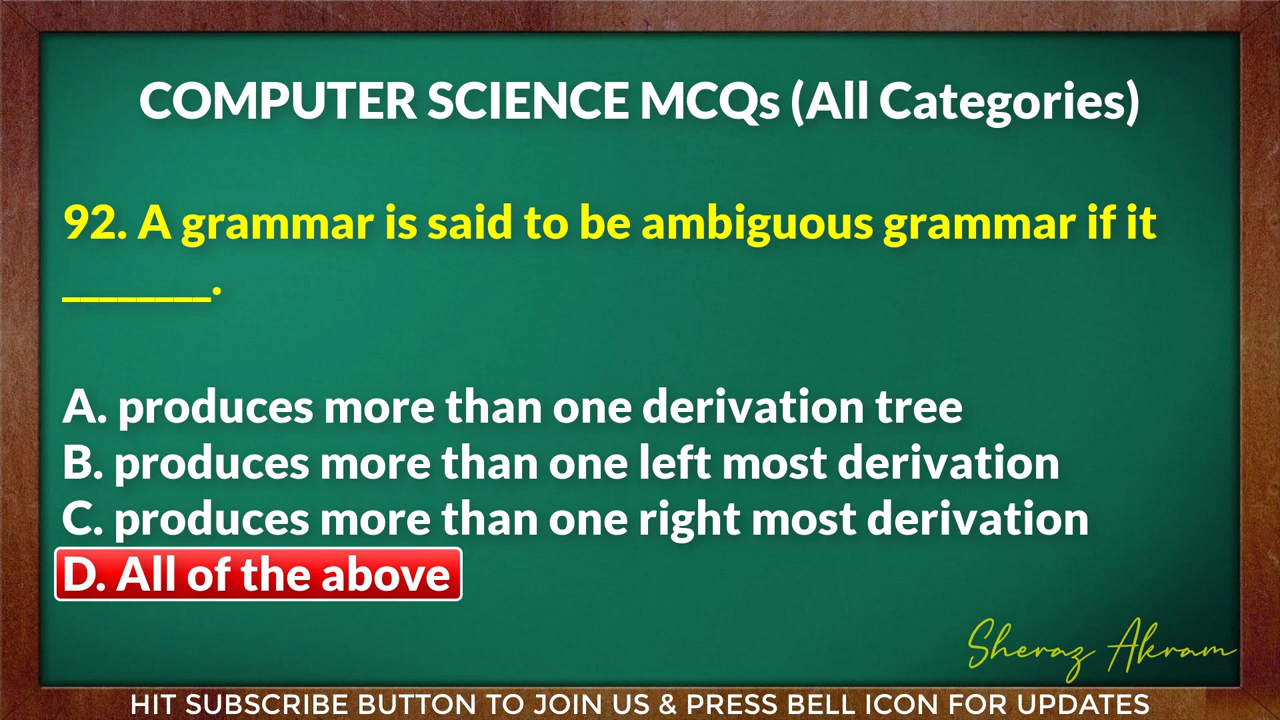 COMPUTER SCIENCE MCQs (All Categories)
92. A grammar is said to be ambiguous grammar if it
________.
A. produces more than one derivation tree
B. produces more than one left most derivation
C. produces more than one right most derivation
D. All of the above
Sheraz Akram
HIT SUBSCRIBE BUTTON TO JOIN US & PRESS BELL ICON FOR UPDATES